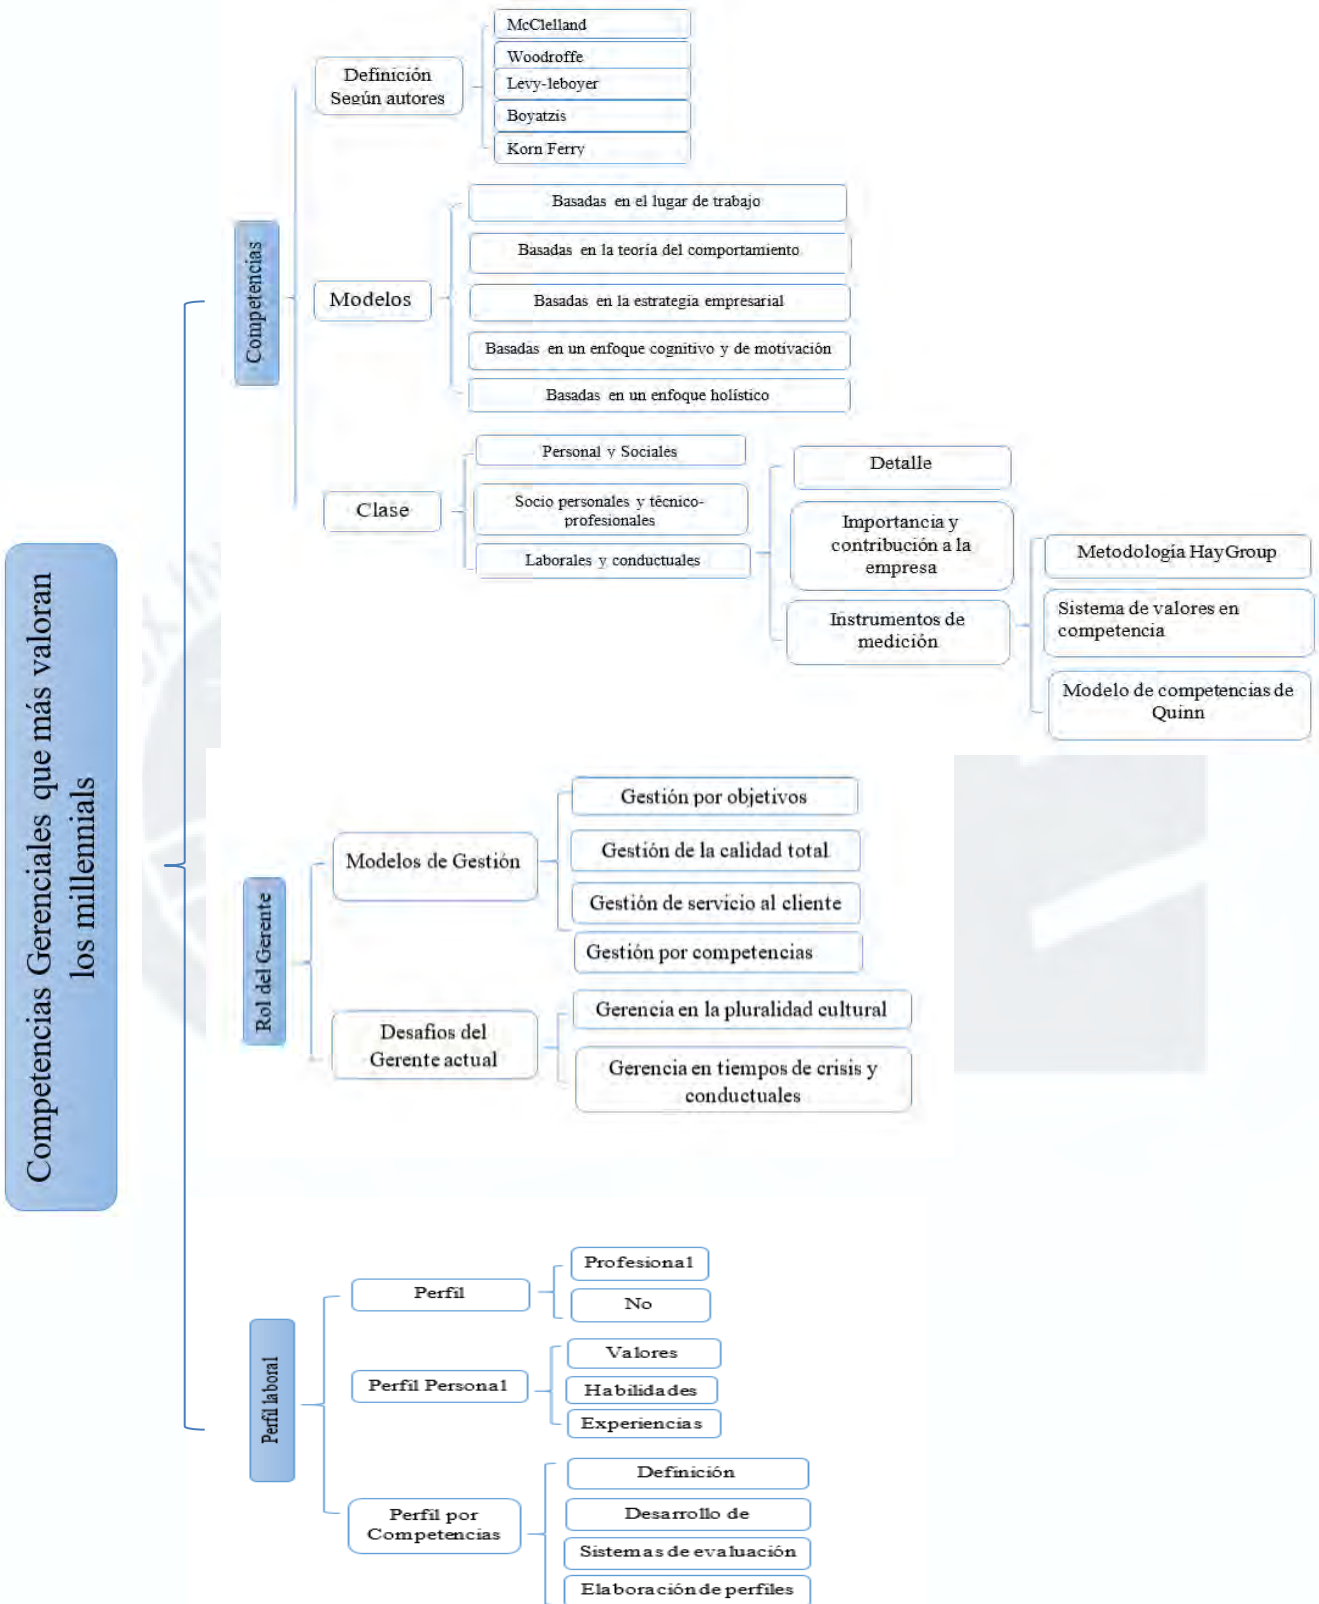 Competencias Gerenciales que más valoran
los millennials
Competencias
Definición
Según autores
McClelland
Woodroffe
Levy-leboyer
Boyatzis
Korn Ferry
Modelos
Basadas en el lugar de trabajo
Basadas en la teoría del comportamiento
Basadas en la estrategia empresarial
Basadas en un enfoque cognitivo y de motivación
Basadas en un enfoque holístico
Clase
Personal y Sociales
Socio personales y técnico-
profesionales
Laborales y conductuales
Detalle
Importancia y
contribución a la
empresa
Instrumentos de
medición
Metodología HayGroup
Sistema de valores en
competencia
Modelo de competencias de
Quinn
Rol del Gerente
Modelos de Gestión
Gestión por objetivos
Gestión de la calidad total
Gestión de servicio al cliente
Gestión por competencias
Desafios del
Gerente actual
Gerencia en la pluralidad cultural
Gerencia en tiempos de crisis y
conductuales
Perfil laboral
Perfil
Profesional
No
Perfil Personal
Valores
Habilidades
Experiencias
Perfil por
Competencias
Definición
Desarrollo de
Sistemas de evaluación
Elaboración de perfiles